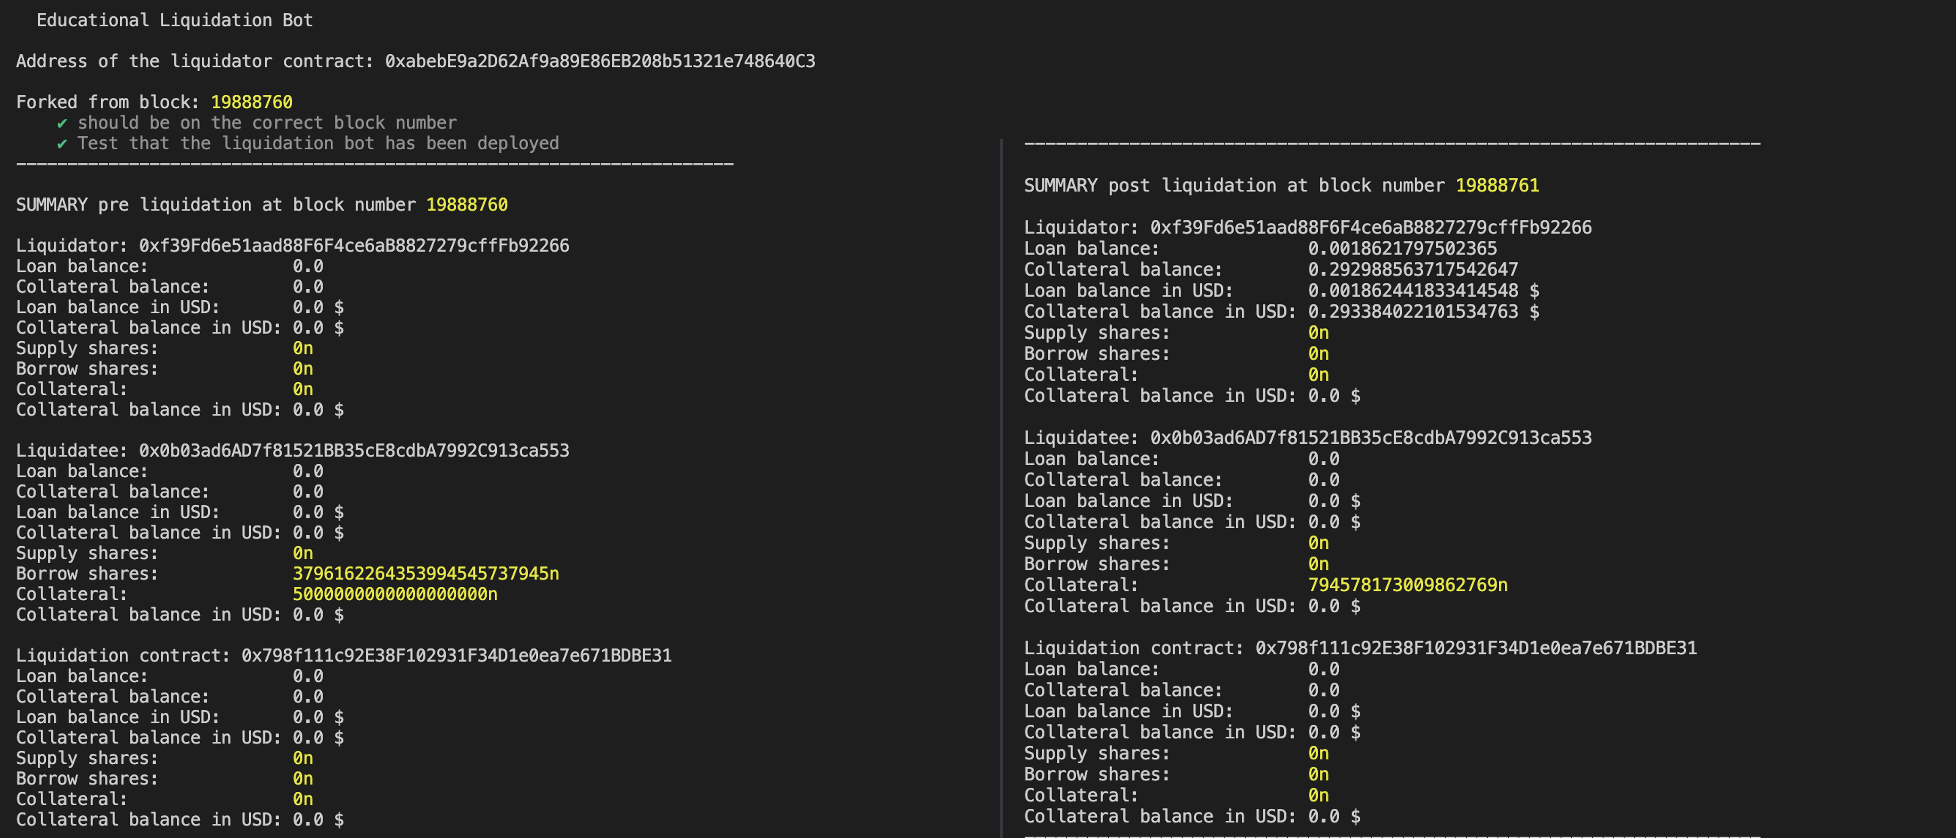 Educational Liquidation Bot
Address of the liquidator contract: 0xabebE9a2D62Af9a89E86EB208b51321e748640C3
Forked from block: 19888760
✔ should be on the correct block number
✔ Test that the liquidation bot has been deployed
----------------------------------------------------------------------
SUMMARY pre liquidation at block number 19888760
Liquidator: 0xf39Fd6e51aad88F6F4ce6aB8827279cffFb92266
Loan balance: 0.0
Collateral balance: 0.0
Loan balance in USD: 0.0 $
Collateral balance in USD: 0.0 $
Supply shares: 0n
Borrow shares: 0n
Collateral: 0n
Collateral balance in USD: 0.0 $
Liquidatee: 0x0b03ad6AD7f81521BB35cE8cdbA7992C913ca553
Loan balance: 0.0
Collateral balance: 0.0
Loan balance in USD: 0.0 $
Collateral balance in USD: 0.0 $
Supply shares: 0n
Borrow shares: 3796162264353994545737945n
Collateral: 5000000000000000000n
Collateral balance in USD: 0.0 $
Liquidation contract: 0x798f111c92E38F102931F34D1e0ea7e671BDBE31
Loan balance: 0.0
Collateral balance: 0.0
Loan balance in USD: 0.0 $
Collateral balance in USD: 0.0 $
Supply shares: 0n
Borrow shares: 0n
Collateral: 0n
Collateral balance in USD: 0.0 $
----------------------------------------------------------------------
SUMMARY post liquidation at block number 19888761
Liquidator: 0xf39Fd6e51aad88F6F4ce6aB8827279cffFb92266
Loan balance: 0.0018621797502365
Collateral balance: 0.292988563717542647
Loan balance in USD: 0.001862441833414548 $
Collateral balance in USD: 0.293384022101534763 $
Supply shares: 0n
Borrow shares: 0n
Collateral: 0n
Collateral balance in USD: 0.0 $
Liquidatee: 0x0b03ad6AD7f81521BB35cE8cdbA7992C913ca553
Loan balance: 0.0
Collateral balance: 0.0
Loan balance in USD: 0.0 $
Collateral balance in USD: 0.0 $
Supply shares: 0n
Borrow shares: 0n
Collateral: 794578173009862769n
Collateral balance in USD: 0.0 $
Liquidation contract: 0x798f111c92E38F102931F34D1e0ea7e671BDBE31
Loan balance: 0.0
Collateral balance: 0.0
Loan balance in USD: 0.0 $
Collateral balance in USD: 0.0 $
Supply shares: 0n
Borrow shares: 0n
Collateral: 0n
Collateral balance in USD: 0.0 $